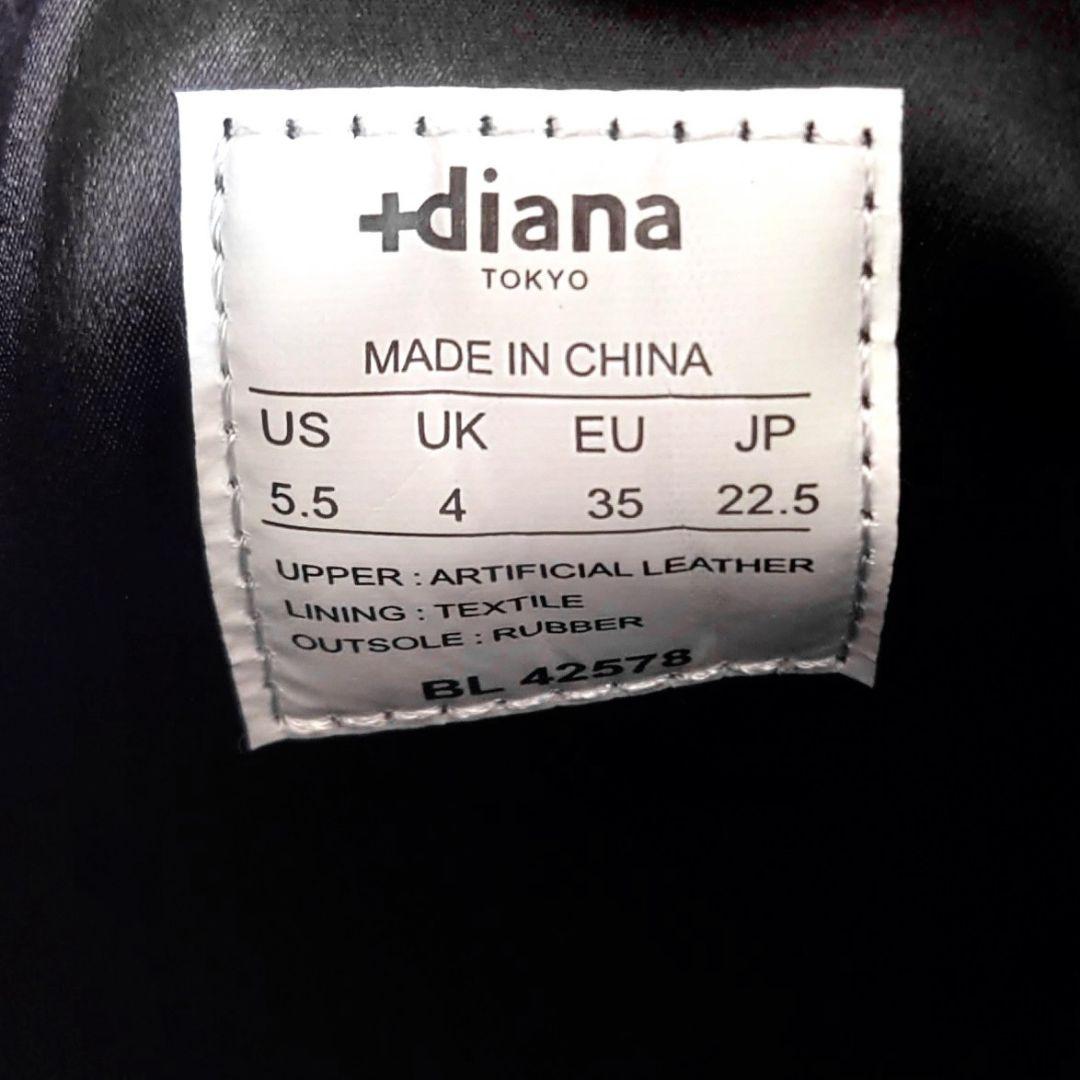 +diana
TOKYO
MADE IN CHINA
US UK EU JP
5.5 4 35 22.5
UPPER : ARTIFICIAL LEATHER
LINING : TEXTILE
OUTSOLE : RUBBER
BL 42578